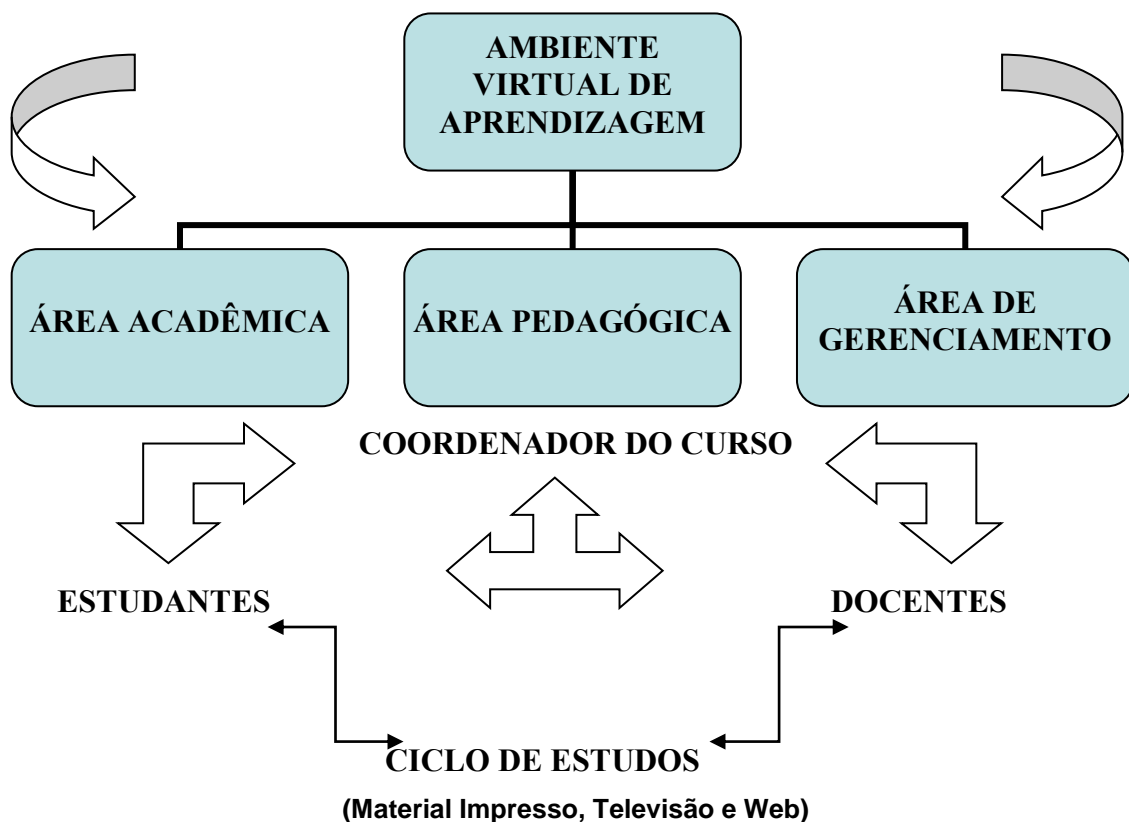 AMBIENTE
VIRTUAL DE
APRENDIZAGEM
ÁREA ACADÊMICA
ÁREA PEDAGÓGICA
ÁREA DE
GERENCIAMENTO
COORDENADOR DO CURSO
ESTUDANTES
DOCENTES
CICLO DE ESTUDOS
(Material Impresso, Televisão e Web)